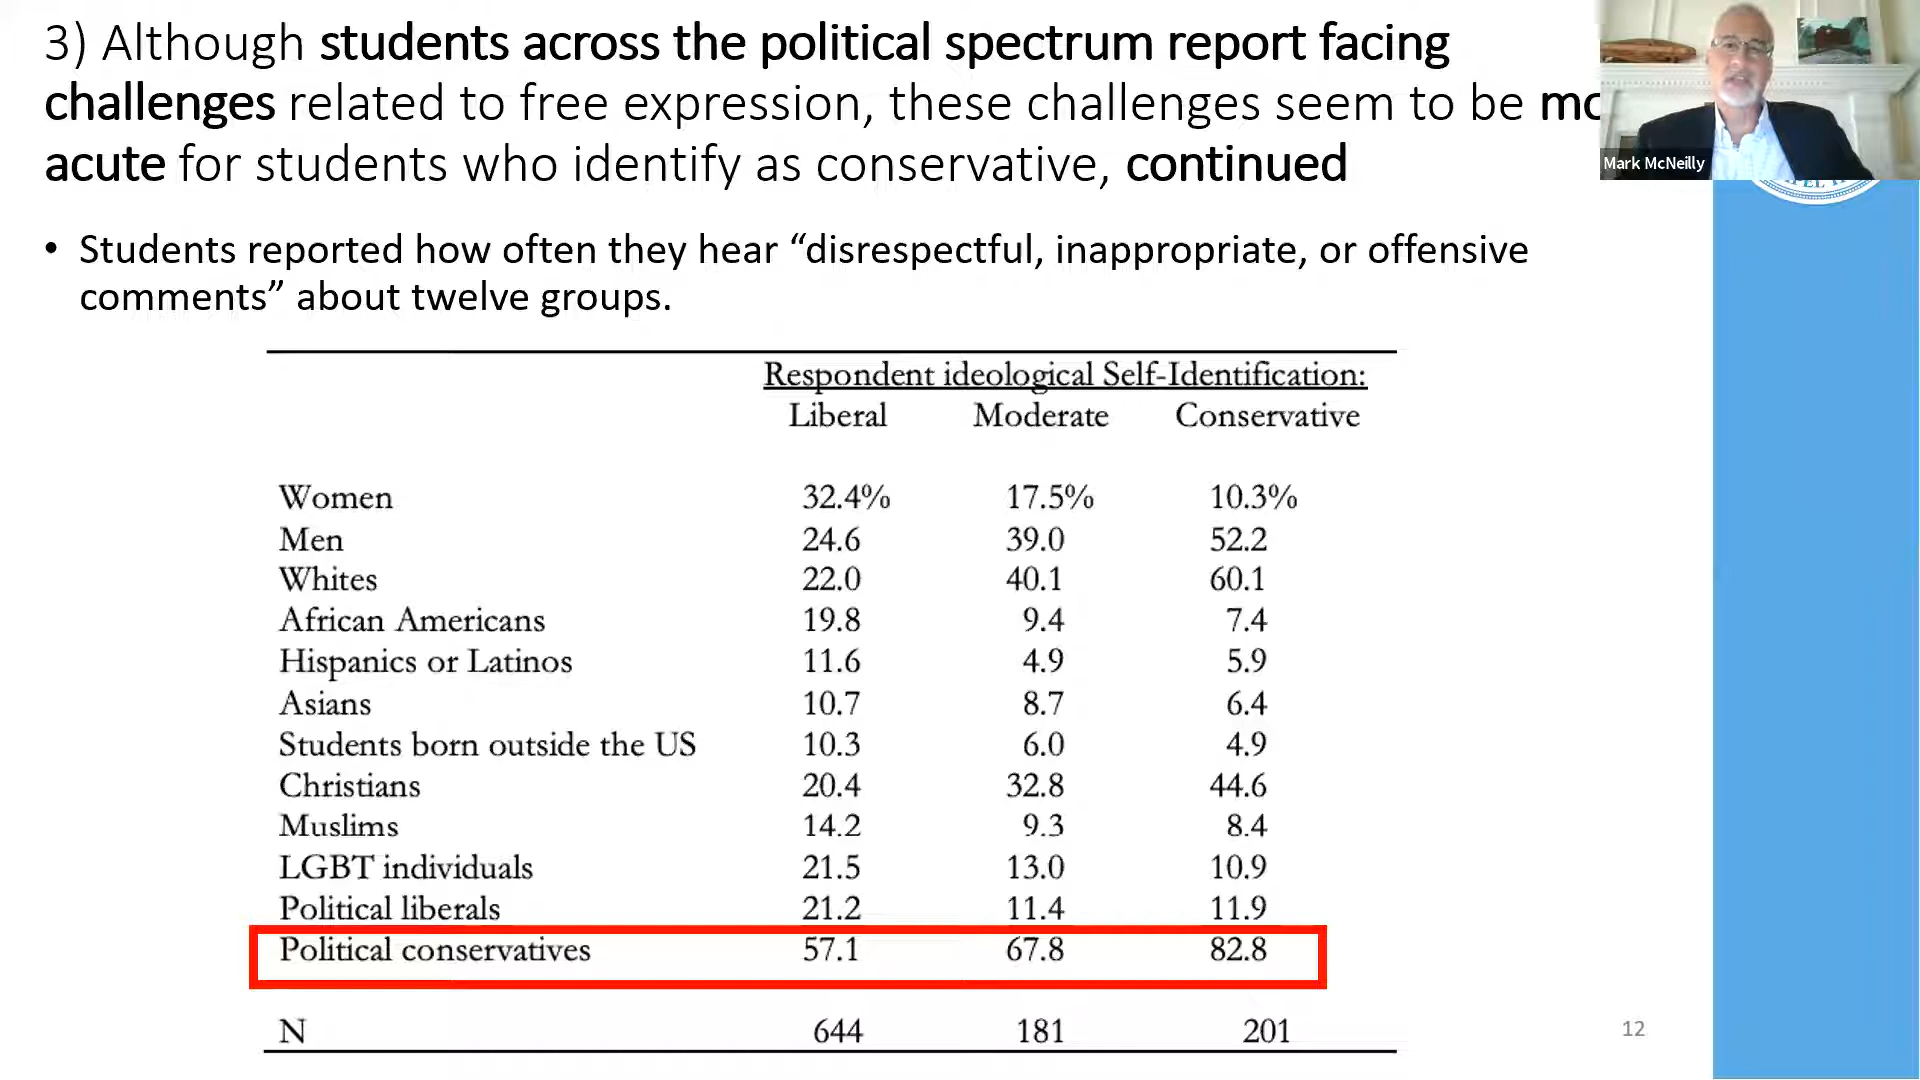 3) Although students across the political spectrum report facing
challenges related to free expression, these challenges seem to be
acute for students who identify as conservative, continued
Mark McNeilly
• Students reported how often they hear “disrespectful, inappropriate, or offensive
comments” about twelve groups.
Respondent ideological Self-Identification:
Liberal Moderate Conservative
Women 32.4% 17.5% 10.3%
Men 24.6 39.0 52.2
Whites 22.0 40.1 60.1
African Americans 19.8 9.4 7.4
Hispanics or Latinos 11.6 4.9 5.9
Asians 10.7 8.7 6.4
Students born outside the US 10.3 6.0 4.9
Christians 20.4 32.8 44.6
Muslims 14.2 9.3 8.4
LGBT individuals 21.5 13.0 10.9
Political liberals 21.2 11.4 11.9
Political conservatives 57.1 67.8 82.8
N 644 181 201
12